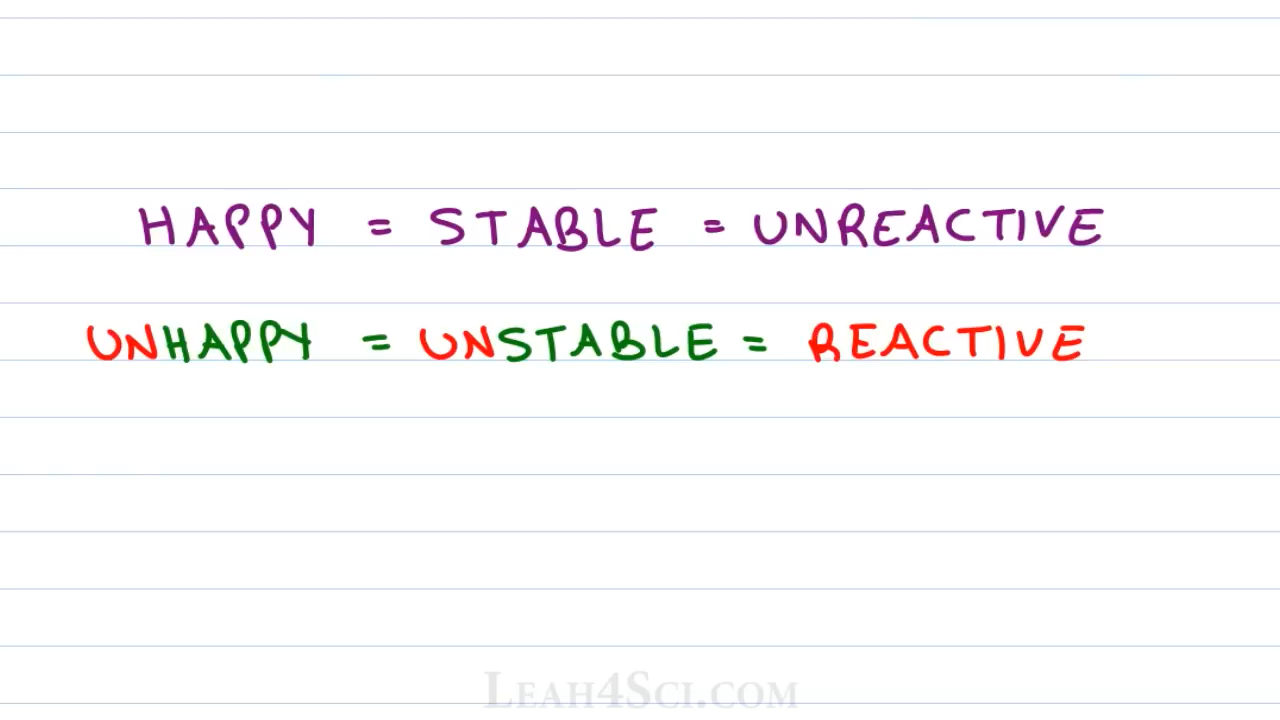 HAPPY = STABLE = UNREACTIVE
UNHAPPY = UNSTABLE = REACTIVE
LEAH4SCI.COM